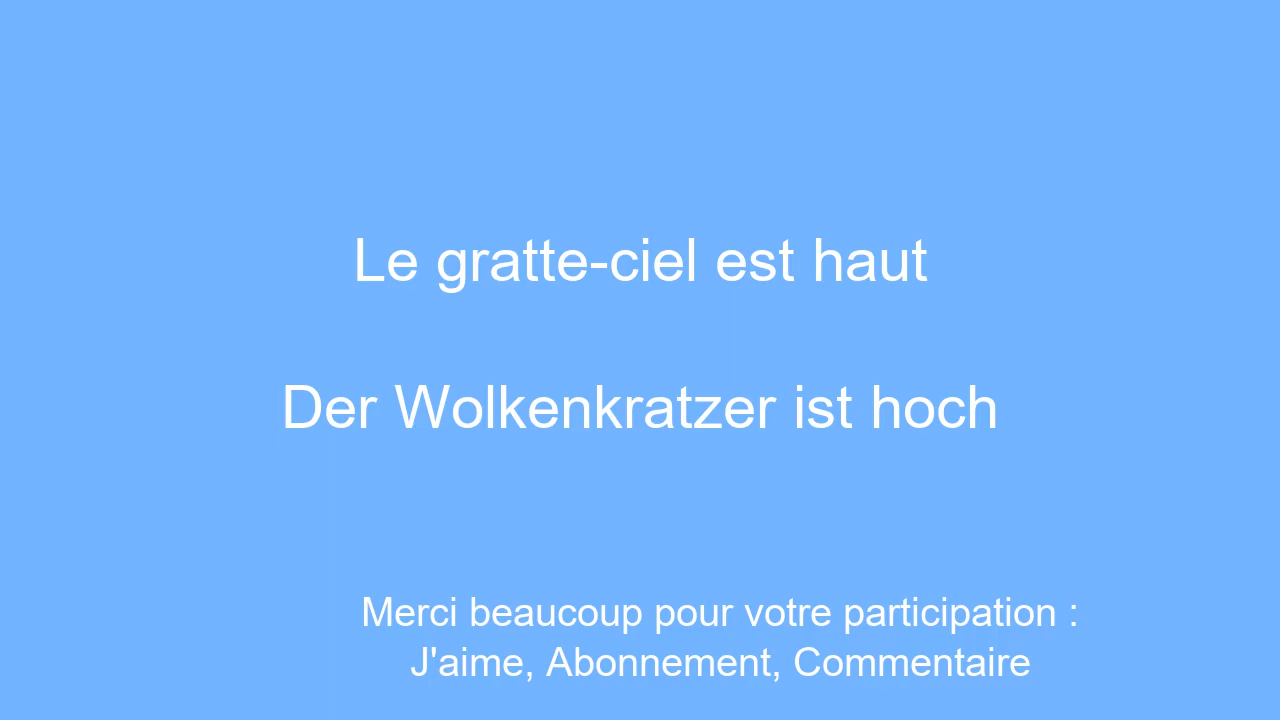 Le gratte-ciel est haut
Der Wolkenkratzer ist hoch
Merci beaucoup pour votre participation :
J'aime, Abonnement, Commentaire